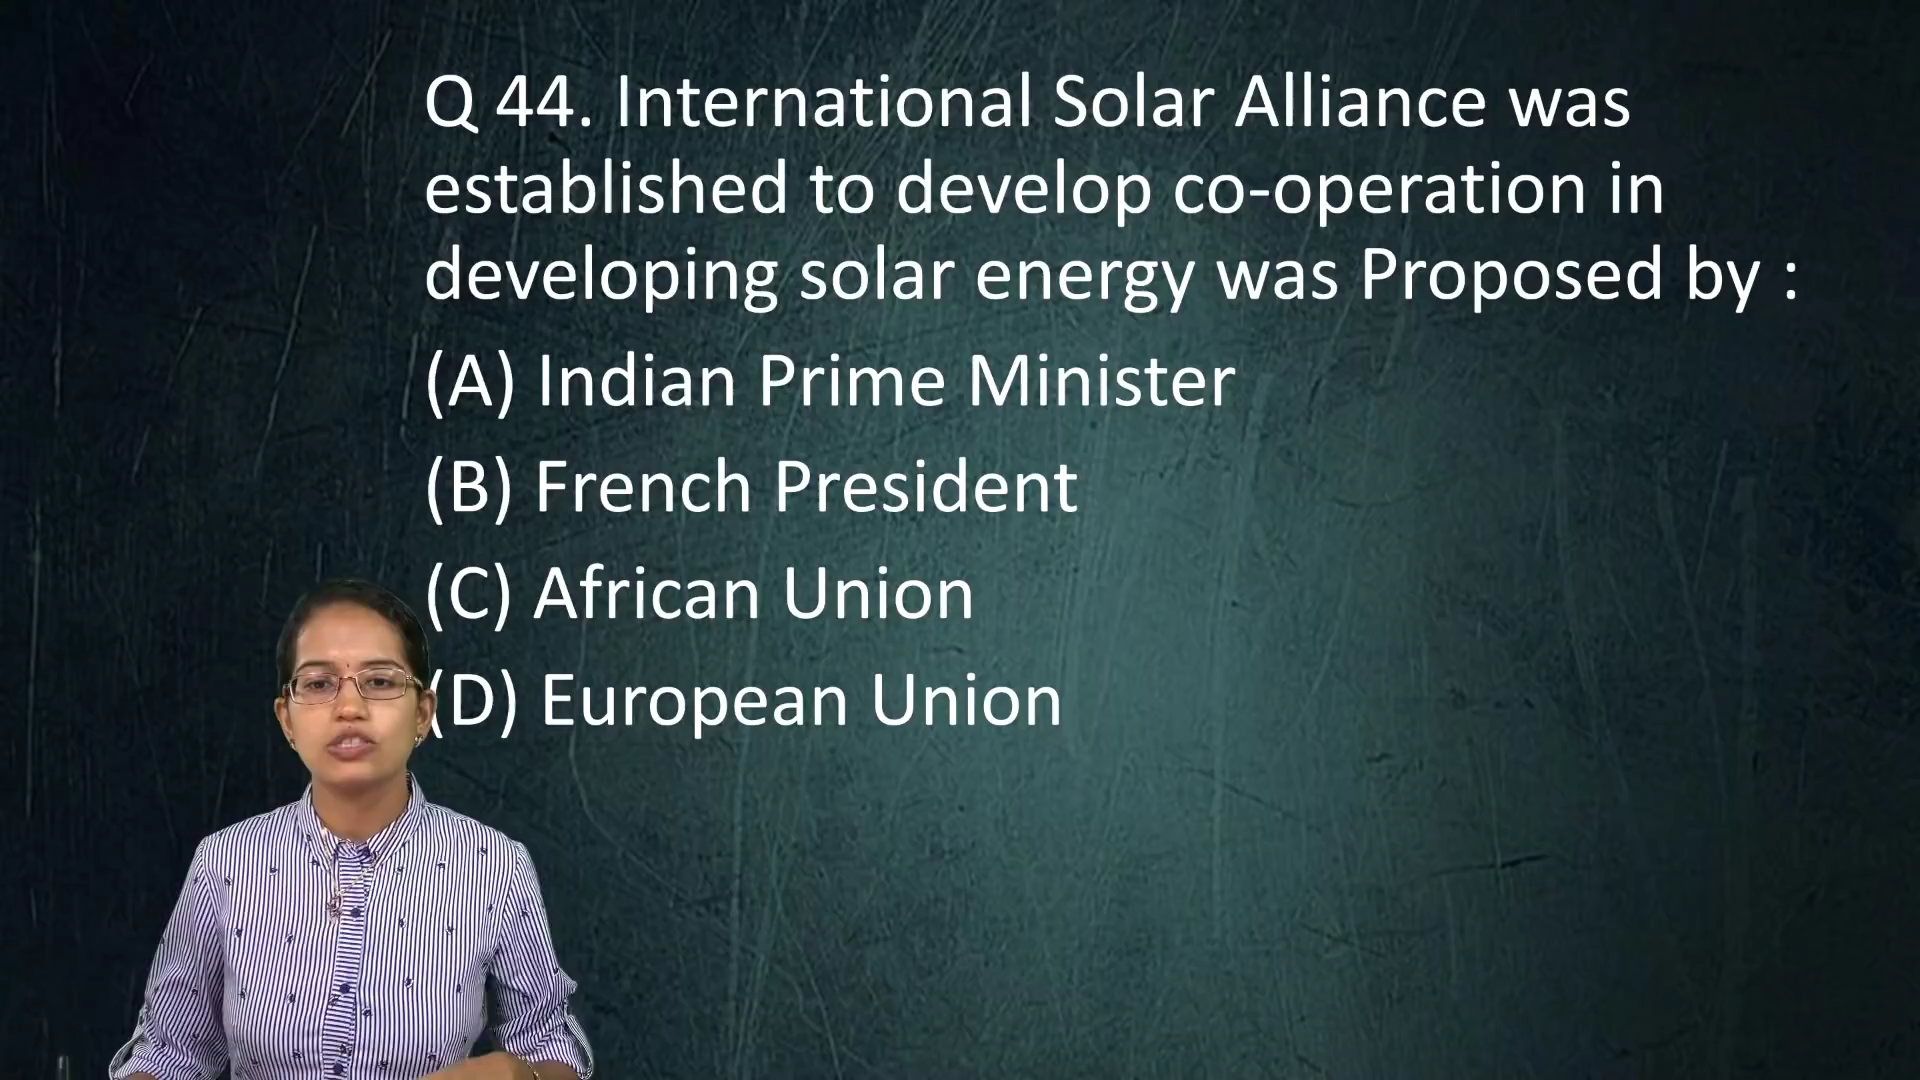 Q 44. International Solar Alliance was
established to develop co-operation in
developing solar energy was Proposed by :
(A) Indian Prime Minister
(B) French President
(C) African Union
(D) European Union